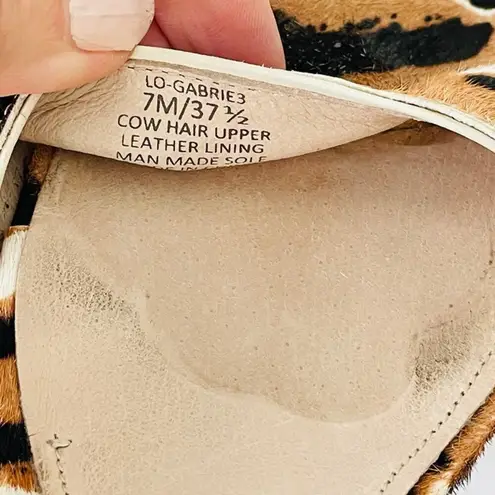 LO-GABRIE3
7M/37 ½
COW HAIR UPPER
LEATHER LINING
MAN MADE SOLE